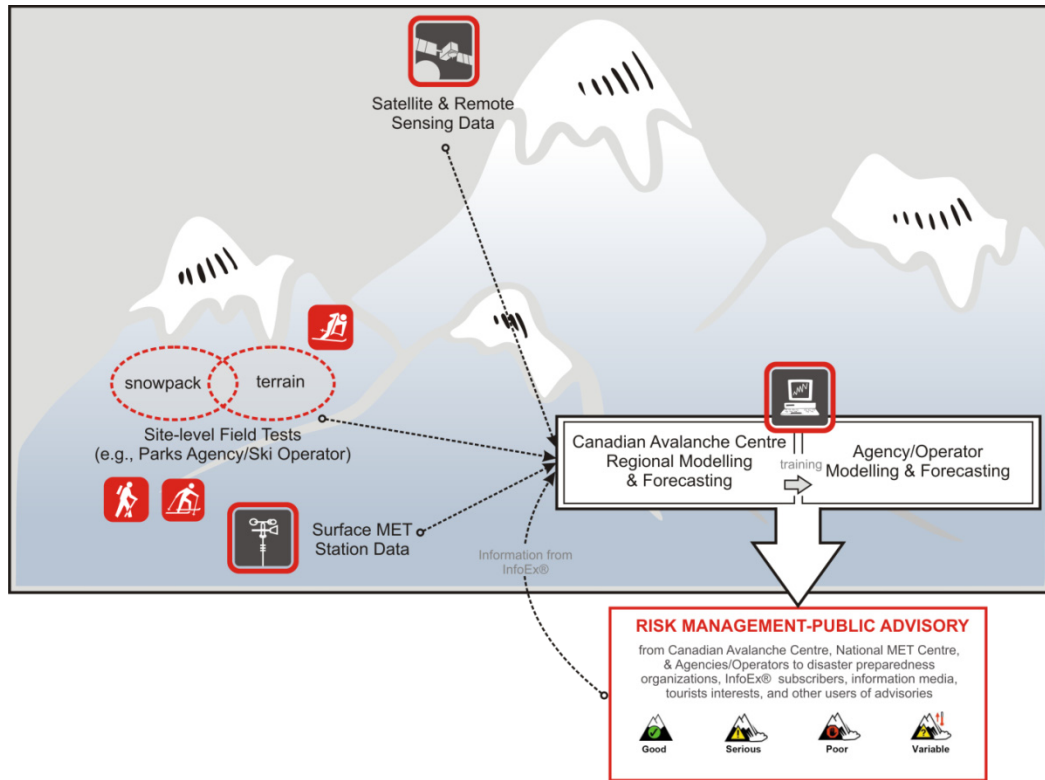 Satellite & Remote
Sensing Data
snowpack
terrain
Site-level Field Tests
(e.g., Parks Agency/Ski Operator)
Surface MET
Station Data
Canadian Avalanche Centre
Regional Modelling
& Forecasting
training
Agency/Operator
Modelling & Forecasting
Information from
InfoEx®
RISK MANAGEMENT-PUBLIC ADVISORY
from Canadian Avalanche Centre, National MET Centre,
& Agencies/Operators to disaster preparedness
organizations, InfoEx® subscribers, information media,
tourists interests, and other users of advisories
Good
Serious
Poor
Variable